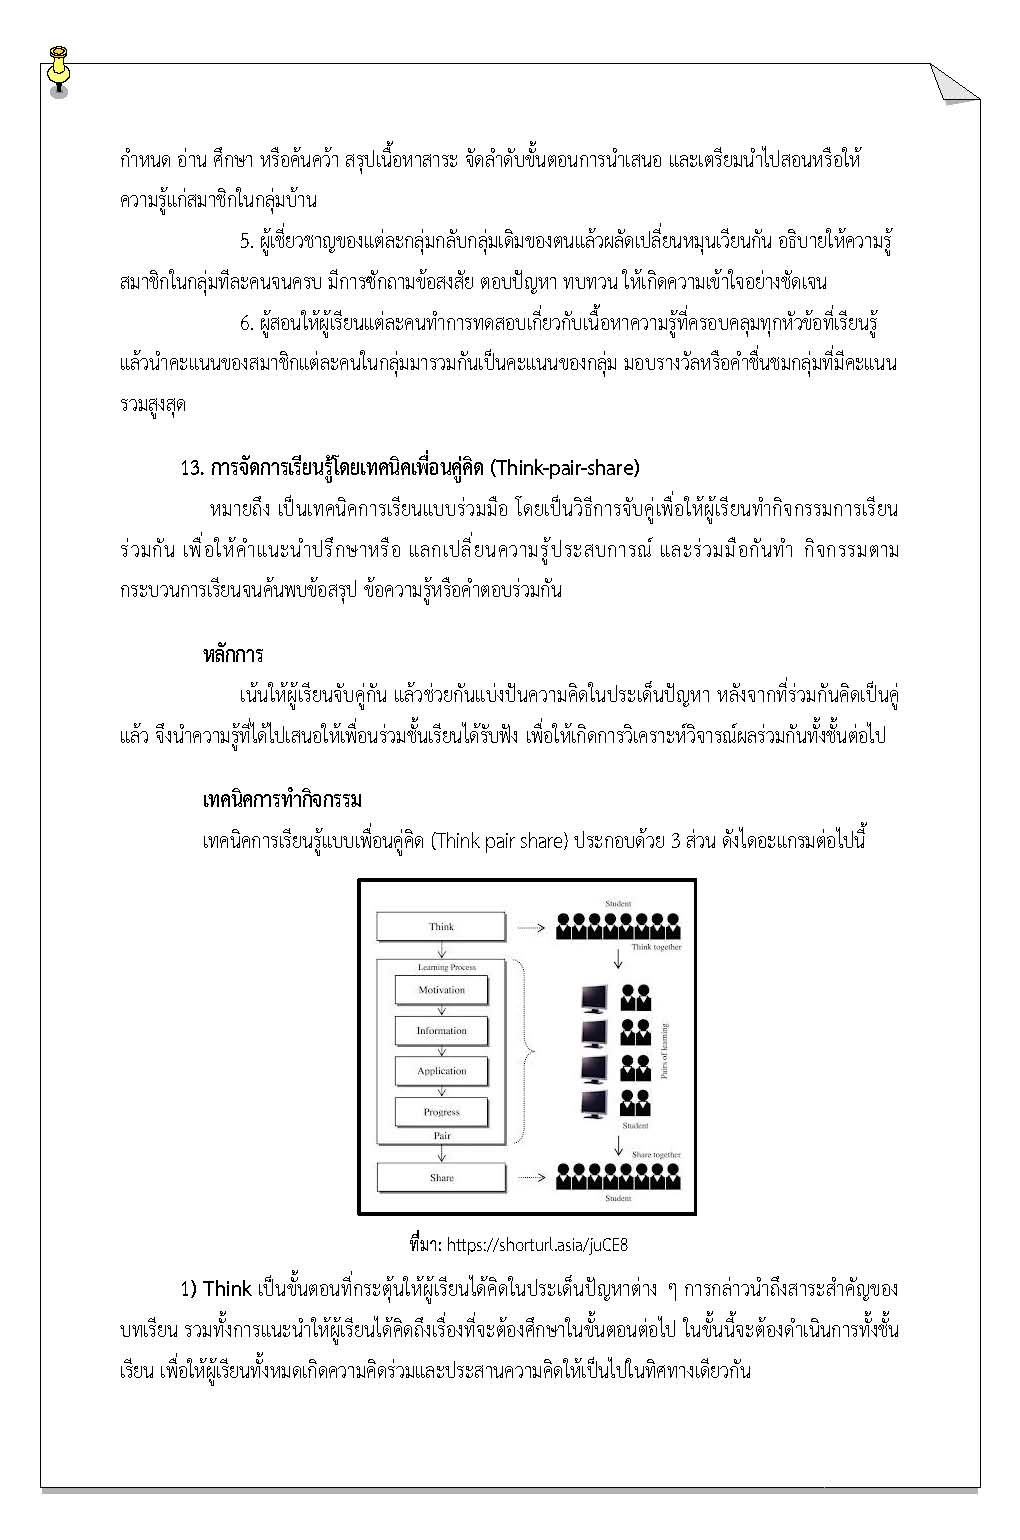 กำหนด อ่าน ศึกษา หรือค้นคว้า สรุปเนื้อหาสาระ จัดลำดับขั้นตอนการนำเสนอ และเตรียมนำไปสอนหรือให้
ความรู้แก่สมาชิกในกลุ่มบ้าน
5. ผู้เชี่ยวชาญของแต่ละกลุ่มกลับกลุ่มเดิมของตนแล้วผลัดเปลี่ยนหมุนเวียนกัน อธิบายให้ความรู้
สมาชิกในกลุ่มทีละคนจนครบ มีการซักถามข้อสงสัย ตอบปัญหา ทบทวน ให้เกิดความเข้าใจอย่างชัดเจน
6. ผู้สอนให้ผู้เรียนแต่ละคนทำการทดสอบเกี่ยวกับเนื้อหาความรู้ที่ครอบคลุมทุกหัวข้อที่เรียนรู้
แล้วนำคะแนนของสมาชิกแต่ละคนในกลุ่มมารวมกันเป็นคะแนนของกลุ่ม มอบรางวัลหรือคำชื่นชมกลุ่มที่มีคะแนน
รวมสูงสุด
13. การจัดการเรียนรู้โดยเทคนิคเพื่อนคู่คิด (Think-pair-share)
หมายถึง เป็นเทคนิคการเรียนแบบร่วมมือ โดยเป็นวิธีการจับคู่เพื่อให้ผู้เรียนทำกิจกรรมการเรียน
ร่วมกัน เพื่อให้คำแนะนำปรึกษาหรือ แลกเปลี่ยนความรู้ประสบการณ์ และร่วมมือกันทำ กิจกรรมตาม
กระบวนการเรียนจนค้นพบข้อสรุป ข้อความรู้หรือคำตอบร่วมกัน
หลักการ
เน้นให้ผู้เรียนจับคู่กัน แล้วช่วยกันแบ่งปันความคิดในประเด็นปัญหา หลังจากที่ร่วมกันคิดเป็นคู่
แล้ว จึงนำความรู้ที่ได้ไปเสนอให้เพื่อนร่วมชั้นเรียนได้รับฟัง เพื่อให้เกิดการวิเคราะห์วิจารณ์ผลร่วมกันทั้งชั้นต่อไป
เทคนิคการทำกิจกรรม
เทคนิคการเรียนรู้แบบเพื่อนคู่คิด (Think pair share) ประกอบด้วย 3 ส่วน ดังไดอะแกรมต่อไปนี้
Student
Think
Think together
Learning Process
Motivation
Information
Application
Progress
Pair
Pairs of learning
Student
Share together
Share
Student
ที่มา: https://shorturl.asia/juCE8
1) Think เป็นขั้นตอนที่กระตุ้นให้ผู้เรียนได้คิดในประเด็นปัญหาต่าง ๆ การกล่าวนำถึงสาระสำคัญของ
บทเรียน รวมทั้งการแนะนำให้ผู้เรียนได้คิดถึงเรื่องที่จะต้องศึกษาในขั้นตอนต่อไป ในขั้นนี้จะต้องดำเนินการทั้งชั้น
เรียน เพื่อให้ผู้เรียนทั้งหมดเกิดความคิดร่วมและประสานความคิดให้เป็นไปในทิศทางเดียวกัน